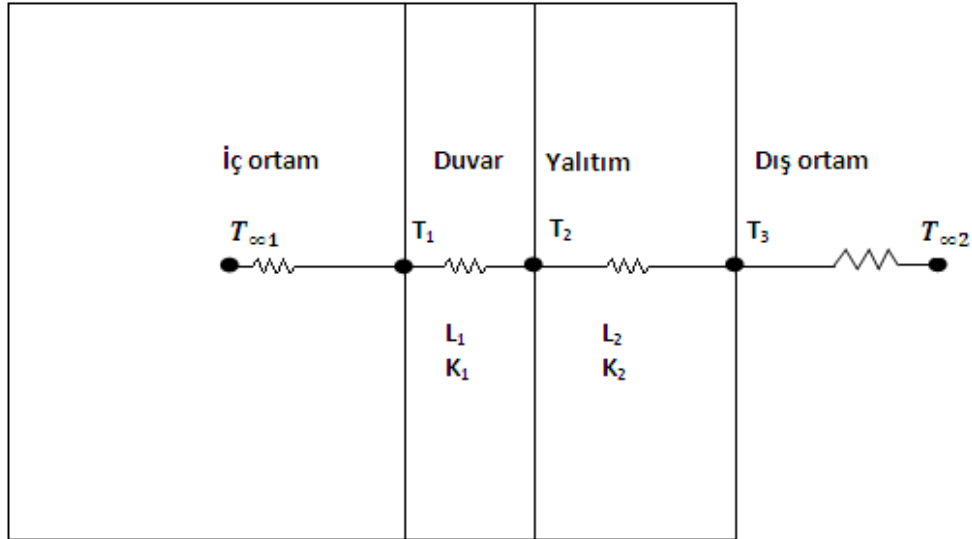 İç ortam Duvar Yalıtım Dış ortam
T∞1 T₁ T₂ T₃ T∞2
L₁ L₂
K₁ K₂